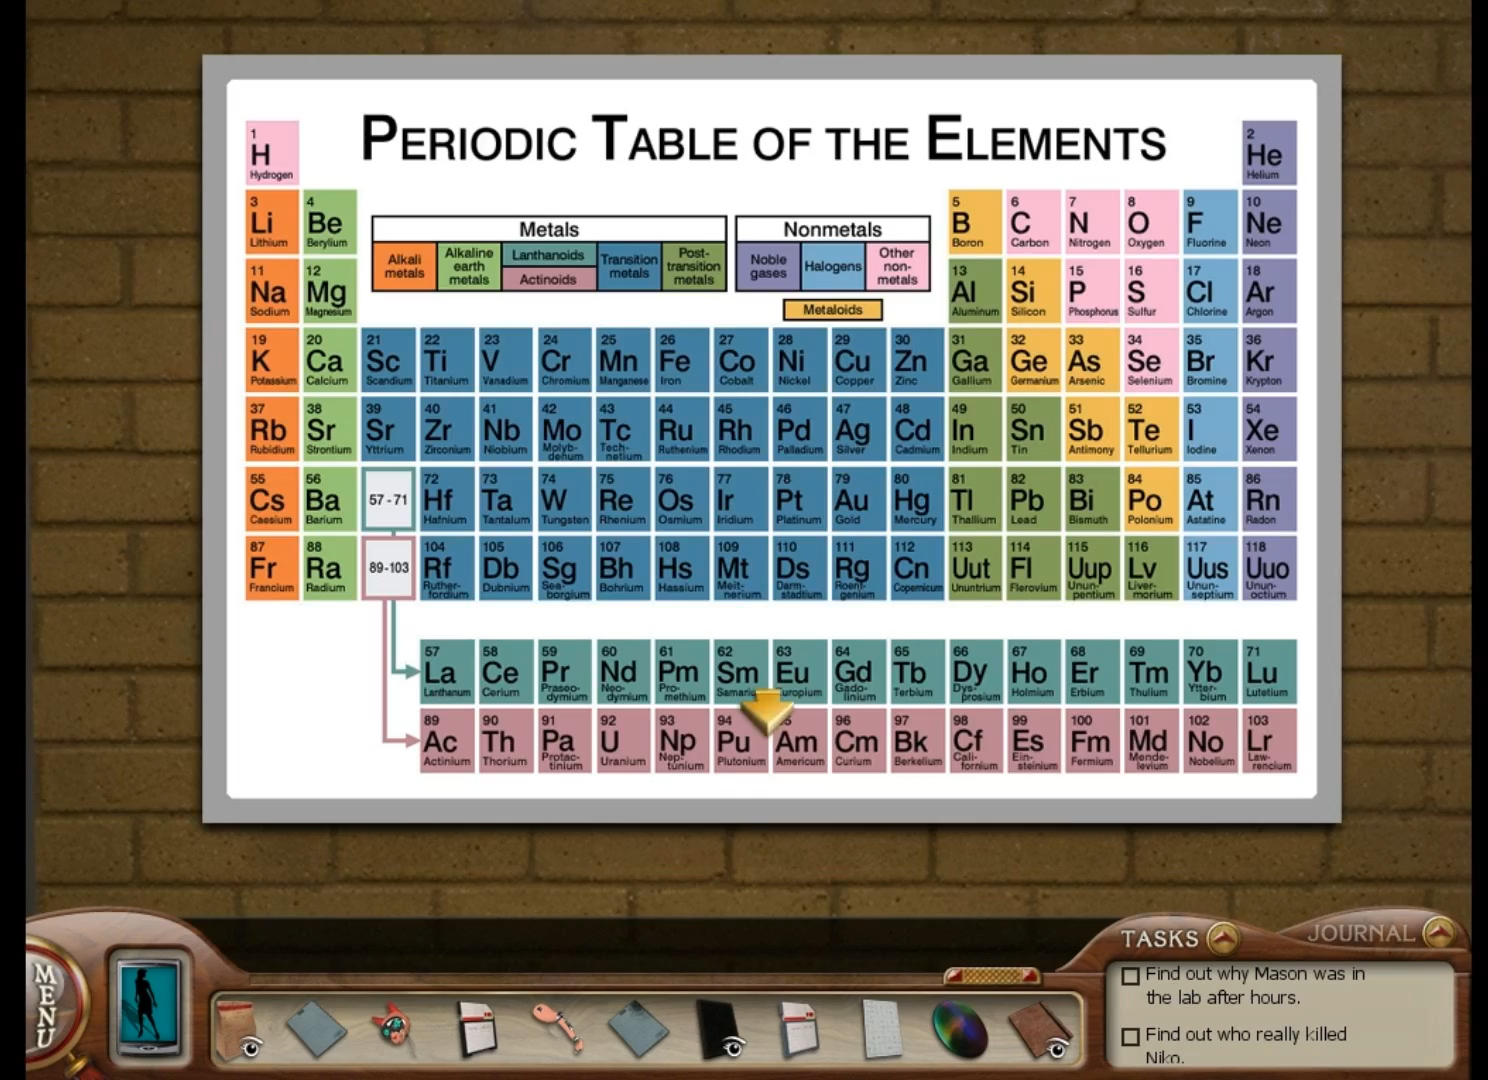 PERIODIC TABLE OF THE ELEMENTS
1
H
Hydrogen
2
He
Helium
3
Li
Lithium
4
Be
Berylium
5
B
Boron
6
C
Carbon
7
N
Nitrogen
8
O
Oxygen
9
F
Fluorine
10
Ne
Neon
Metals
Alkali metals
Alkaline earth metals
Lanthanoids
Actinoids
Transition metals
Post-transition metals
Nonmetals
Noble gases
Halogens
Other non-metals
Metaloids
11
Na
Sodium
12
Mg
Magnesium
13
Al
Aluminum
14
Si
Silicon
15
P
Phosphorus
16
S
Sulfur
17
Cl
Chlorine
18
Ar
Argon
19
K
Potassium
20
Ca
Calcium
21
Sc
Scandium
22
Ti
Titanium
23
V
Vanadium
24
Cr
Chromium
25
Mn
Manganese
26
Fe
Iron
27
Co
Cobalt
28
Ni
Nickel
29
Cu
Copper
30
Zn
Zinc
31
Ga
Gallium
32
Ge
Germanium
33
As
Arsenic
34
Se
Selenium
35
Br
Bromine
36
Kr
Krypton
37
Rb
Rubidium
38
Sr
Strontium
39
Sr
Yttrium
40
Zr
Zirconium
41
Nb
Niobium
42
Mo
Molyb-
denum
43
Tc
Tech-
netium
44
Ru
Ruthenium
45
Rh
Rhodium
46
Pd
Palladium
47
Ag
Silver
48
Cd
Cadmium
49
In
Indium
50
Sn
Tin
51
Sb
Antimony
52
Te
Tellurium
53
I
Iodine
54
Xe
Xenon
55
Cs
Caesium
56
Ba
Barium
57 - 71
72
Hf
Hafnium
73
Ta
Tantalum
74
W
Tungsten
75
Re
Rhenium
76
Os
Osmium
77
Ir
Iridium
78
Pt
Platinum
79
Au
Gold
80
Hg
Mercury
81
Tl
Thallium
82
Pb
Lead
83
Bi
Bismuth
84
Po
Polonium
85
At
Astatine
86
Rn
Radon
87
Fr
Francium
88
Ra
Radium
89-103
104
Rf
Ruther-
fordium
105
Db
Dubnium
106
Sg
Sea-
borgium
107
Bh
Bohrium
108
Hs
Hassium
109
Mt
Meit-
nerium
110
Ds
Darm-
stadtium
111
Rg
Roent-
genium
112
Cn
Copernicum
113
Uut
Ununtrium
114
Fl
Flerovium
115
Uup
Unun-
pentium
116
Lv
Liver-
morium
117
Uus
Unun-
septium
118
Uuo
Unun-
octium
57
La
Lanthanum
58
Ce
Cerium
59
Pr
Praseo-
dymium
60
Nd
Neo-
dymium
61
Pm
Pro-
methium
62
Sm
63
Eu
64
Gd
Gado-
linium
65
Tb
Terbium
66
Dy
Dys-
prosium
67
Ho
Holmium
68
Er
Erbium
69
Tm
Thulium
70
Yb
Ytter-
bium
71
Lu
Lutetium
89
Ac
Actinium
90
Th
Thorium
91
Pa
Protac-
tinium
92
U
Uranium
93
Np
Nep-
tunium
94
Pu
Plutonium
Am
Americum
96
Cm
Curium
97
Bk
Berkelium
98
Cf
Cali-
fornium
99
Es
Ein-
steinium
100
Fm
Fermium
101
Md
Mende-
levium
102
No
Nobelium
103
Lr
Law-
rencium
MENU
TASKS
JOURNAL
Find out why Mason was in
the lab after hours.
Find out who really killed
Niko.